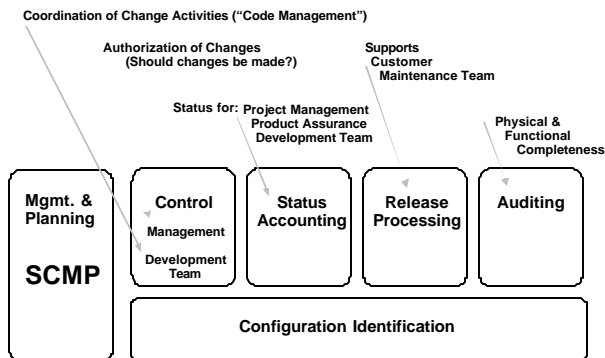 Coordination of Change Activities (“Code Management”)
Authorization of Changes
(Should changes be made?)
Supports
Customer
Maintenance Team
Status for: Project Management
Product Assurance
Development Team
Physical &
Functional
Completeness
Mgmt. &
Planning
SCMP
Control
Management
Development
Team
Status
Accounting
Release
Processing
Auditing
Configuration Identification